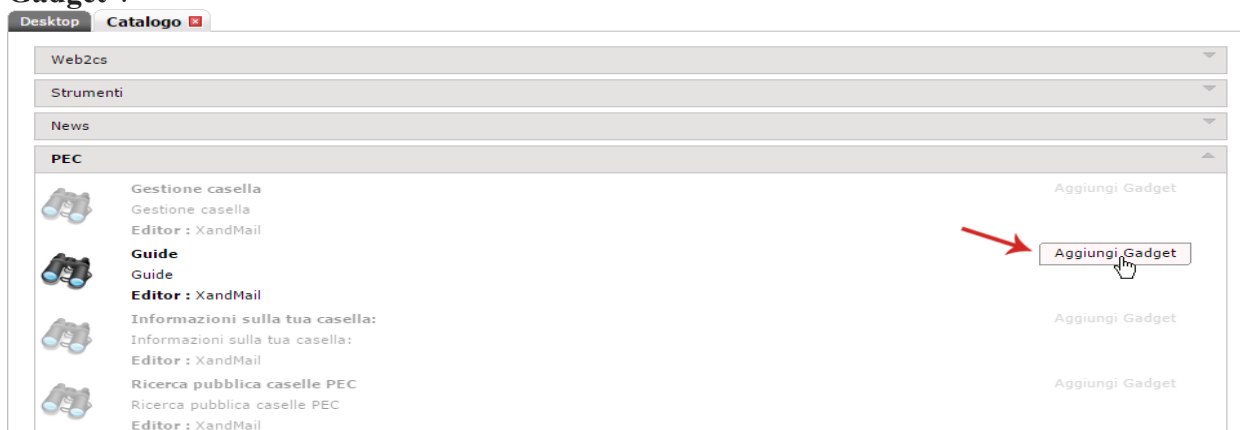 Desktop Catalogo
Web2cs
Strumenti
News
PEC
Gestione casella Aggiungi Gadget
Gestione casella
Editor : XandMail
Guide Aggiungi Gadget
Guide
Editor : XandMail
Informazioni sulla tua casella: Aggiungi Gadget
Informazioni sulla tua casella:
Editor : XandMail
Ricerca pubblica caselle PEC Aggiungi Gadget
Ricerca pubblica caselle PEC
Editor : XandMail